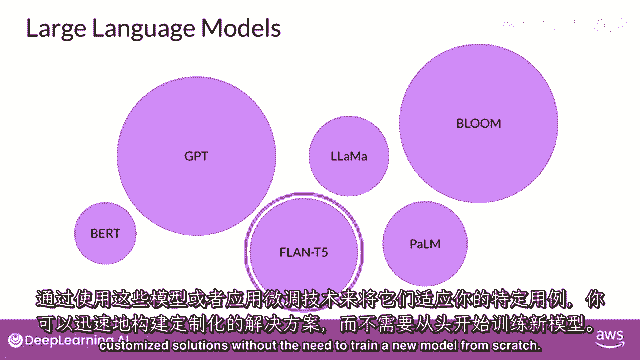 Large Language Models
GPT
BLOOM
LLaMa
BERT
FLAN-T5
PaLM
通过使用这些模型或者应用微调技术来将它们适应你的特定用例，你
可以迅速地构建定制化的解决方案，而不需要从头开始训练新模型。
customized solutions without the need to train a new model from scratch.
DeepLearning.AI
aws